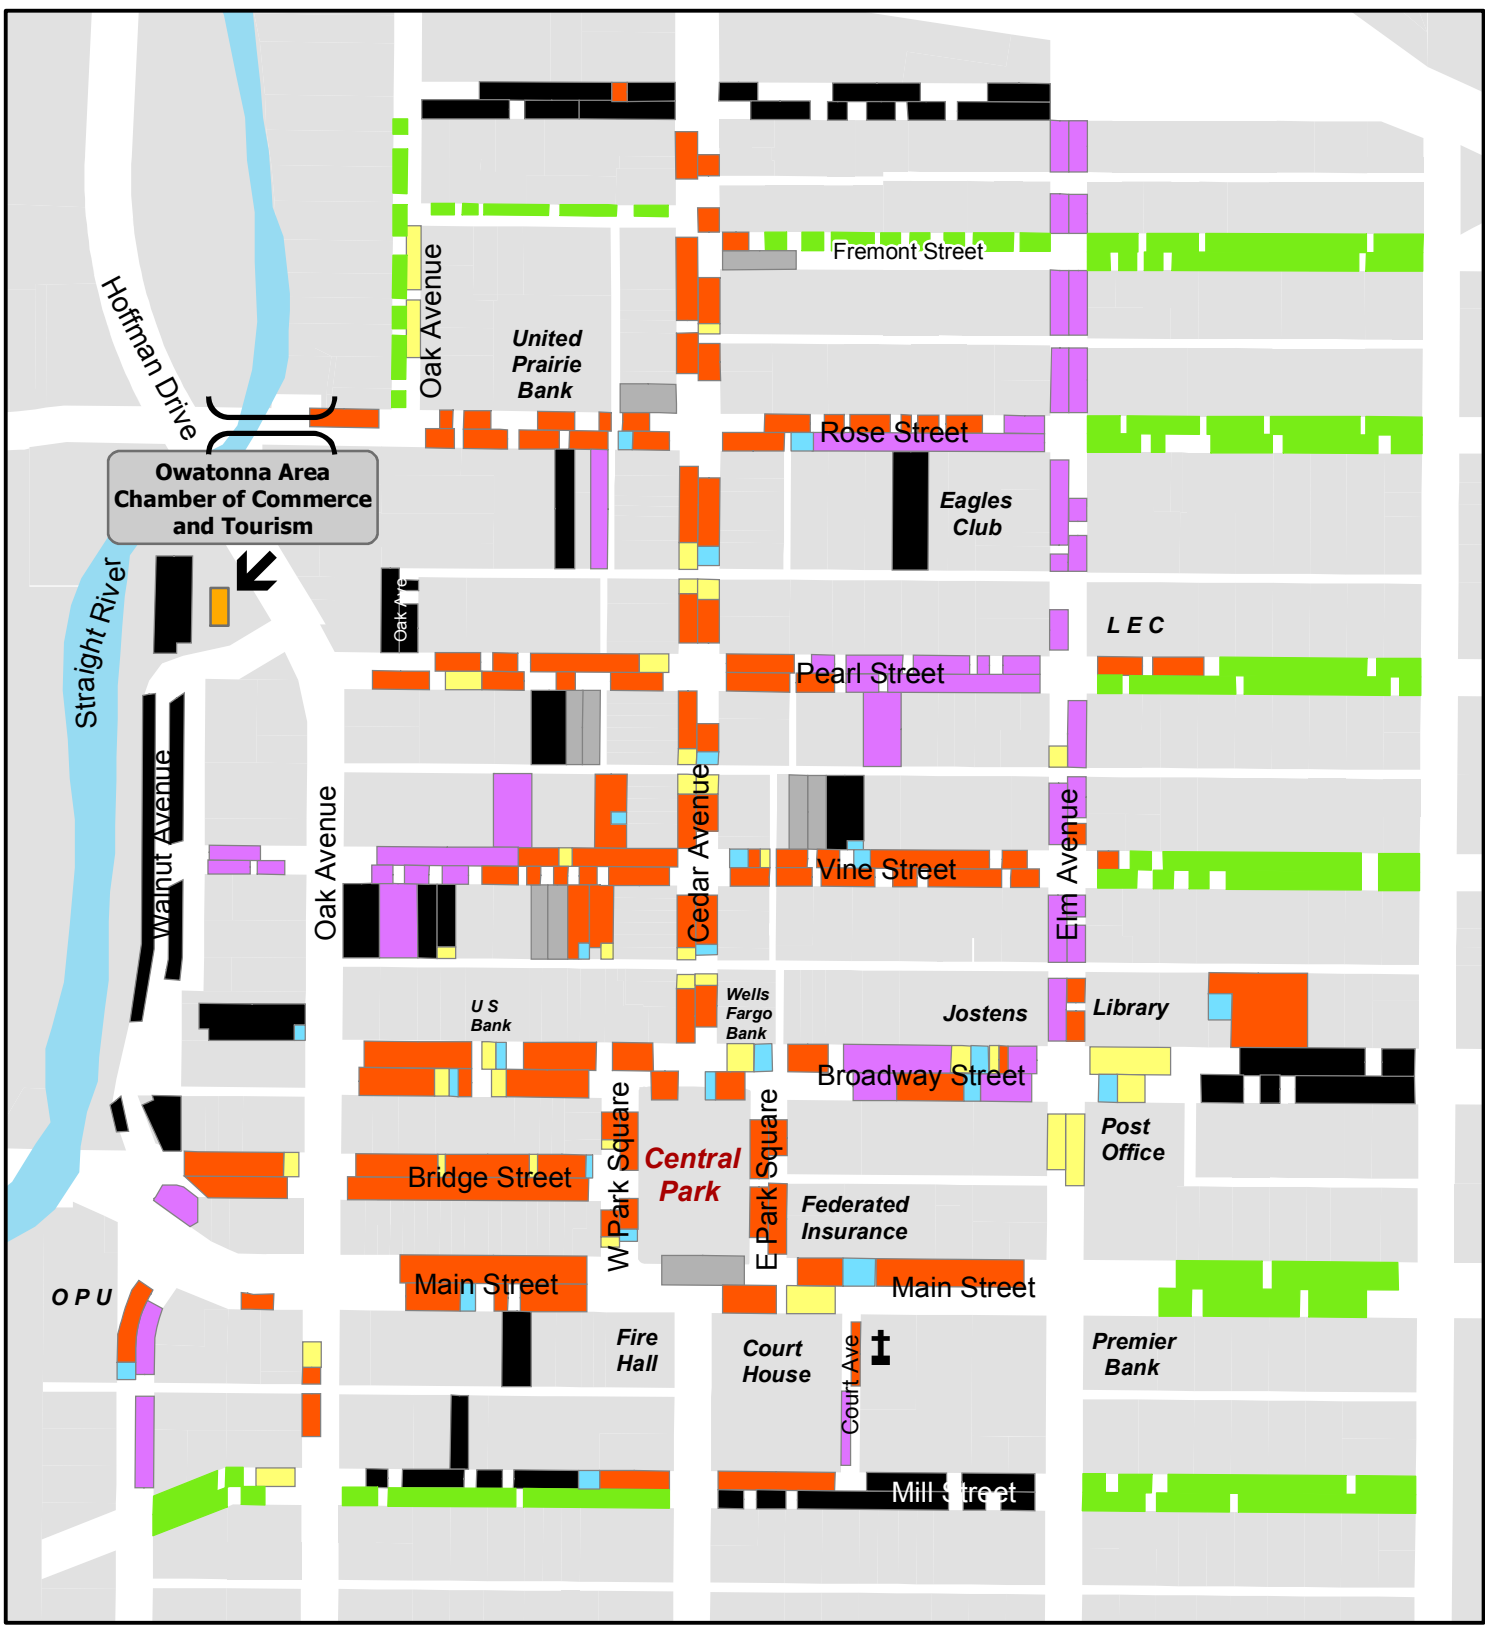 Fremont Street
Oak Avenue
Hoffman Drive
United
Prairie
Bank
Rose Street
Owatonna Area
Chamber of Commerce
and Tourism
Eagles
Club
Straight River
Oak Ave
L E C
Pearl Street
Walnut Avenue
Oak Avenue
Cedar Avenue
Vine Street
Elm Avenue
U S
Bank
Wells
Fargo
Bank
Jostens
Library
Broadway Street
W Park Square
E Park Square
Post
Office
Central
Park
Bridge Street
Federated
Insurance
O P U
Main Street
Main Street
Fire
Hall
Court
House
Court Ave
Premier
Bank
Mill Street